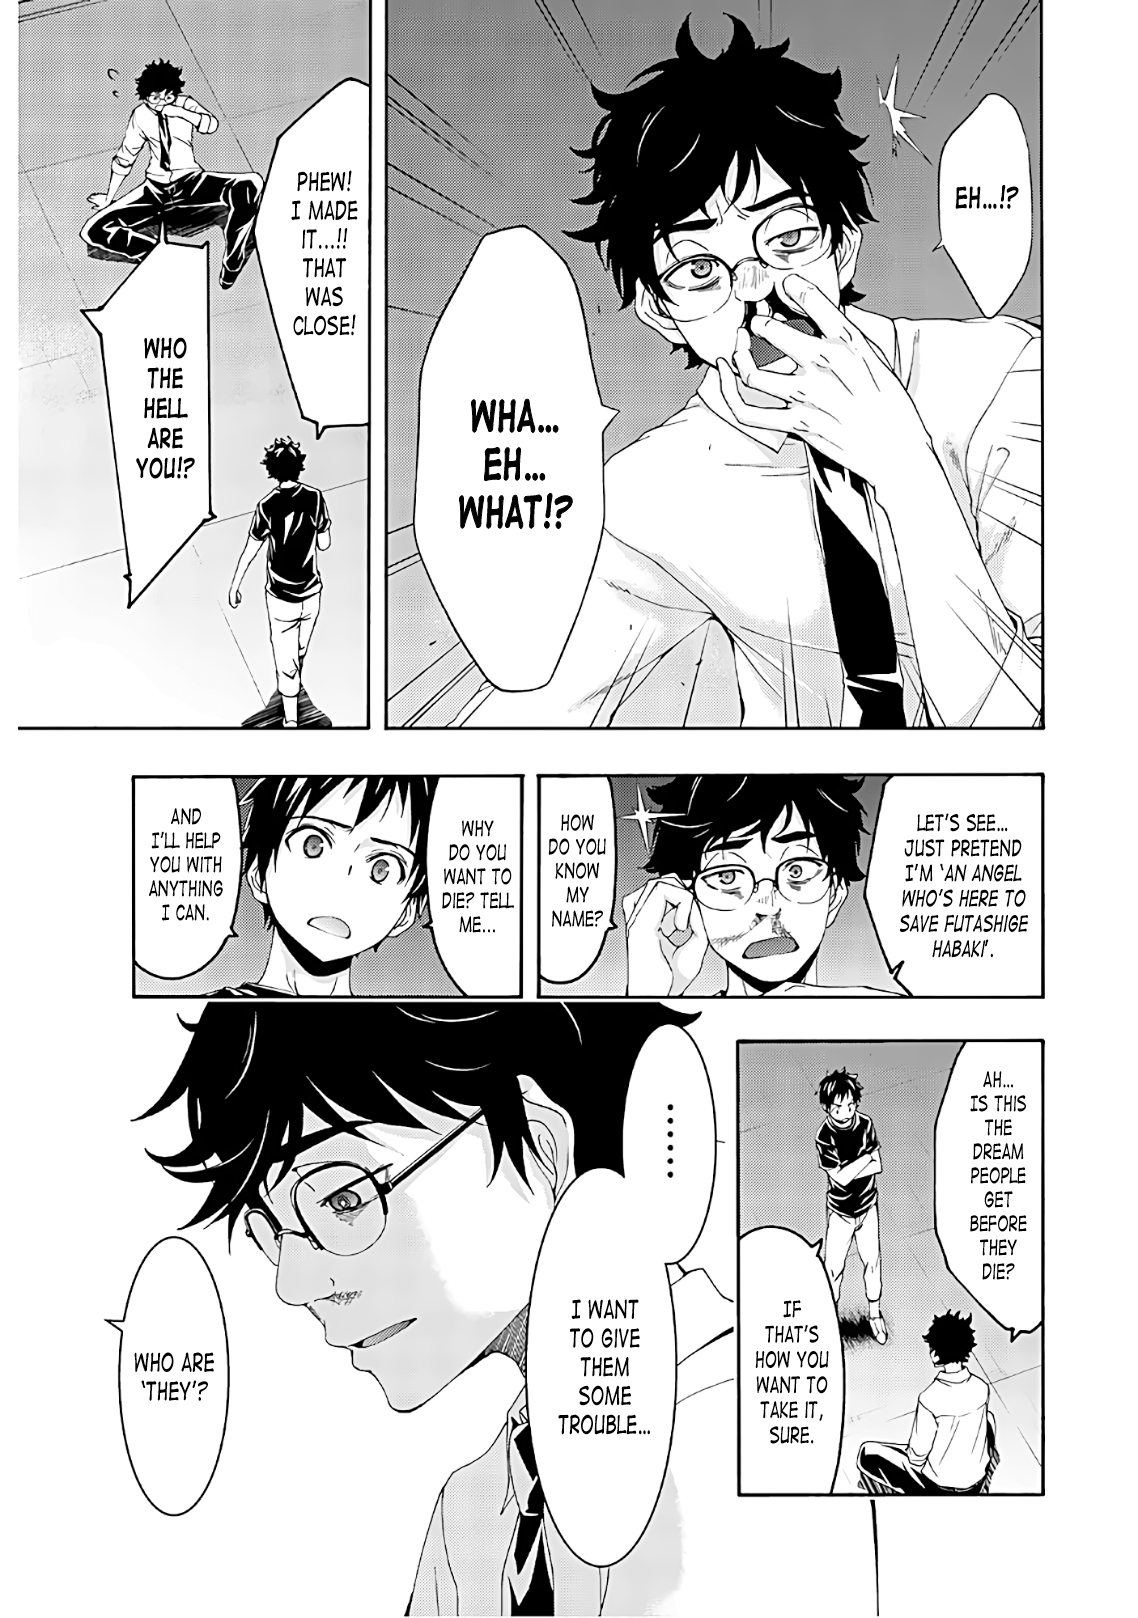 EH...!?
WHA...
EH...
WHAT!?
PHEW!
I MADE
IT...!!
THAT
WAS
CLOSE!
WHO
THE
HELL
ARE
YOU!?
LET'S SEE...
JUST PRETEND
I'M 'AN ANGEL
WHO'S HERE TO
SAVE FUTASHIGE
HABAKI'.
HOW
DO YOU
KNOW
MY
NAME?
WHY
DO YOU
WANT TO
DIE? TELL
ME...
AND
I'LL HELP
YOU WITH
ANYTHING
I CAN.
AH...
IS THIS
THE
DREAM
PEOPLE
GET
BEFORE
THEY
DIE?
IF
THAT'S
HOW YOU
WANT TO
TAKE IT,
SURE.
......
I WANT
TO GIVE
THEM
SOME
TROUBLE...
WHO ARE
'THEY'?